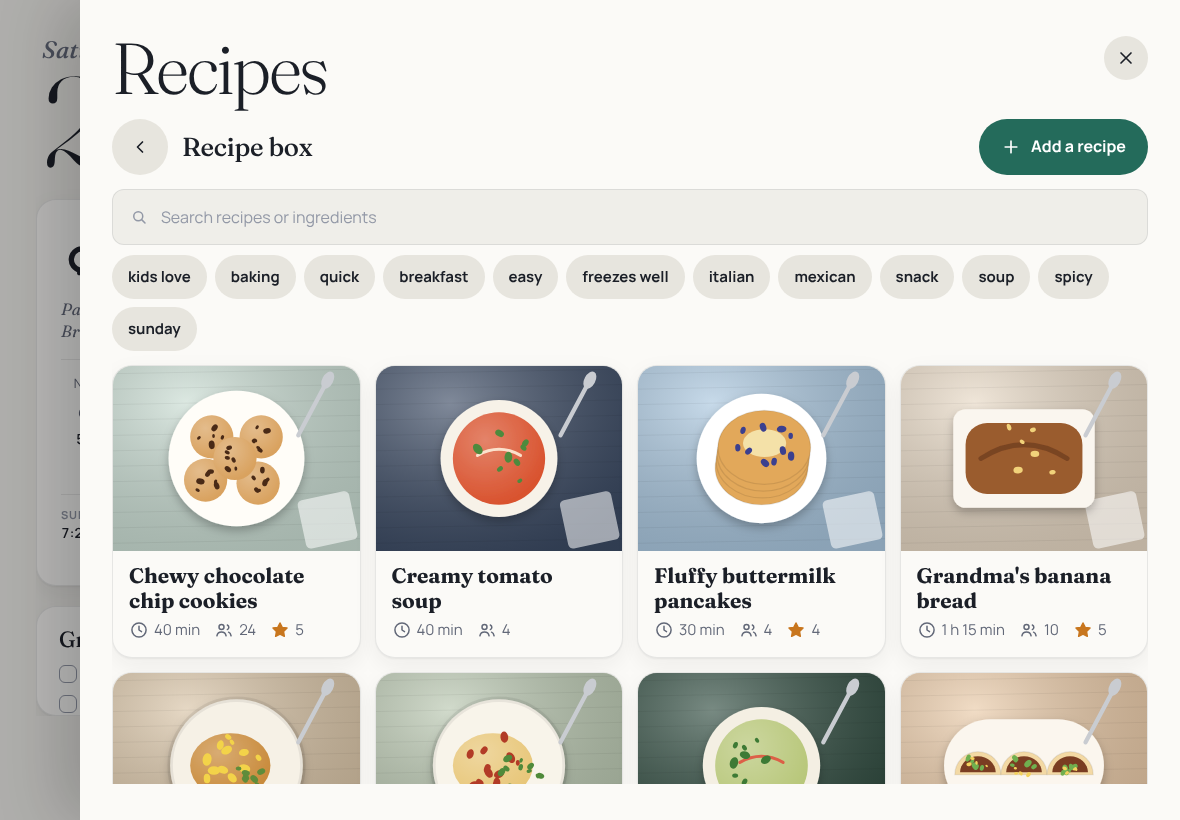 Recipes
Recipe box
Add a recipe
Search recipes or ingredients
kids love
baking
quick
breakfast
easy
freezes well
italian
mexican
snack
soup
spicy
sunday
Chewy chocolate
chip cookies
40 min 24 5
Creamy tomato
soup
40 min 4
Fluffy buttermilk
pancakes
30 min 4 4
Grandma's banana
bread
1 h 15 min 10 5